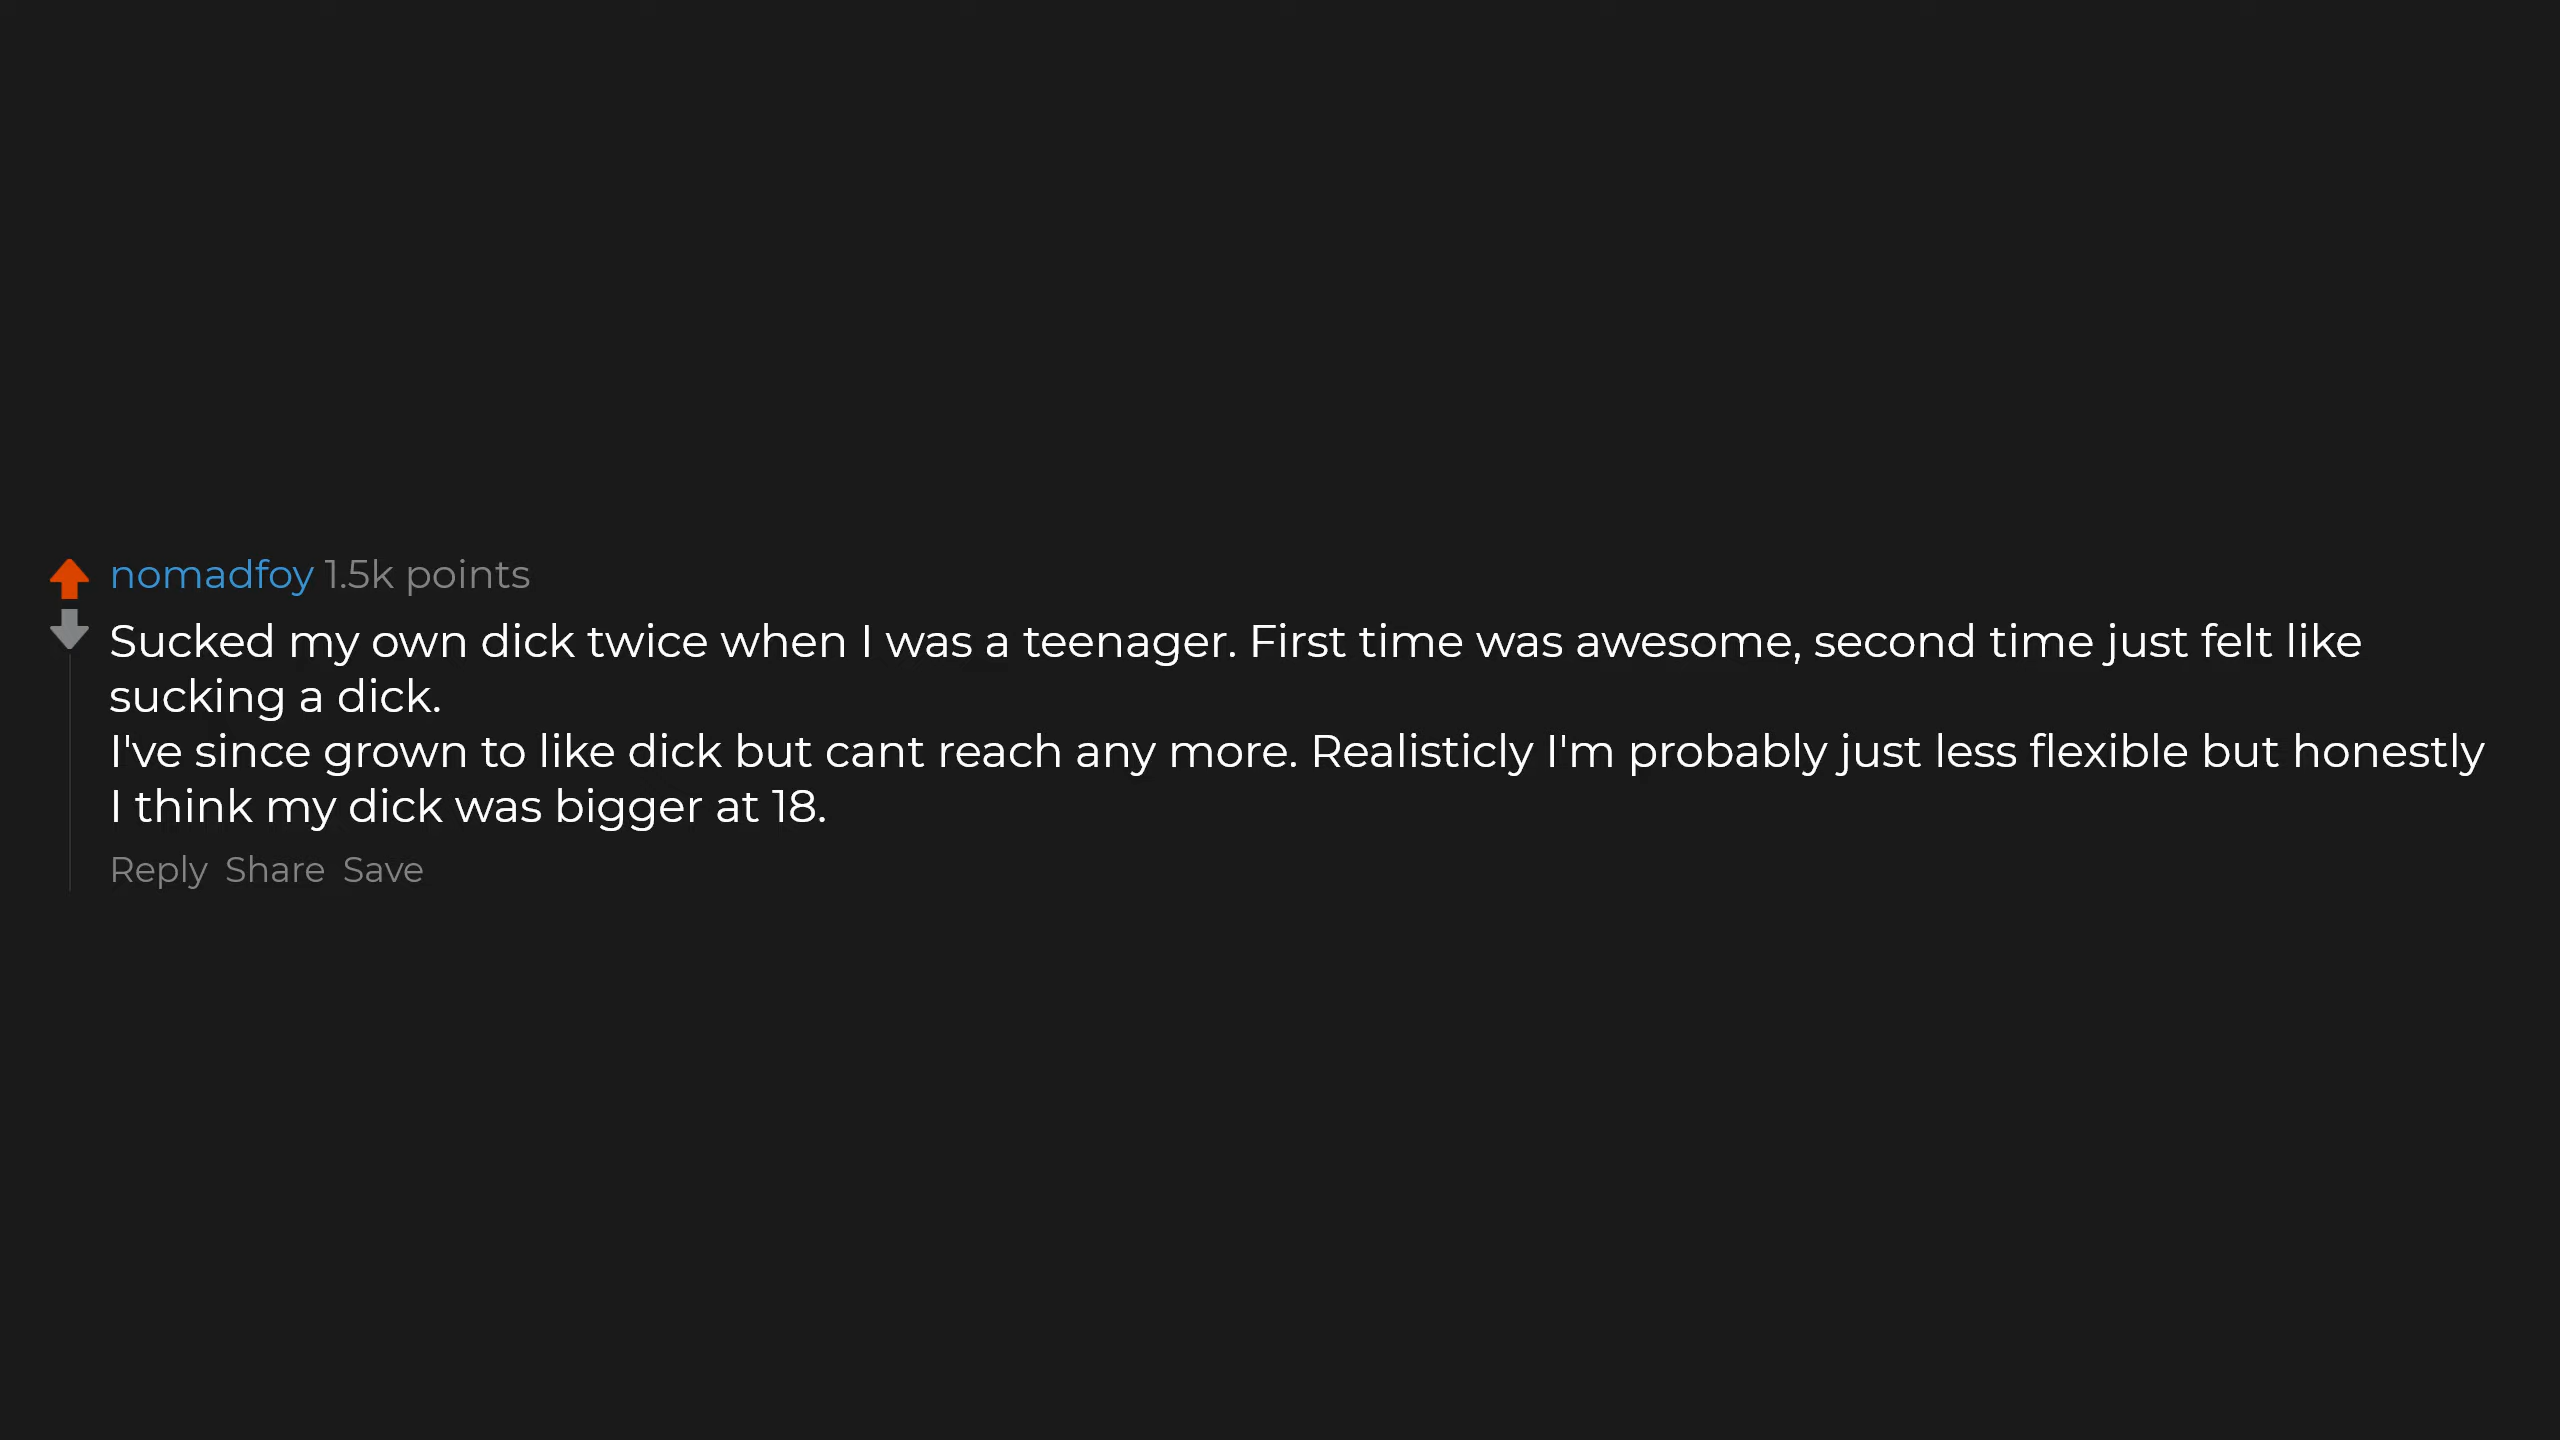 nomadfoy 1.5k points
Sucked my own dick twice when I was a teenager. First time was awesome, second time just felt like
sucking a dick.
I've since grown to like dick but cant reach any more. Realisticly I'm probably just less flexible but honestly
I think my dick was bigger at 18.
Reply Share Save